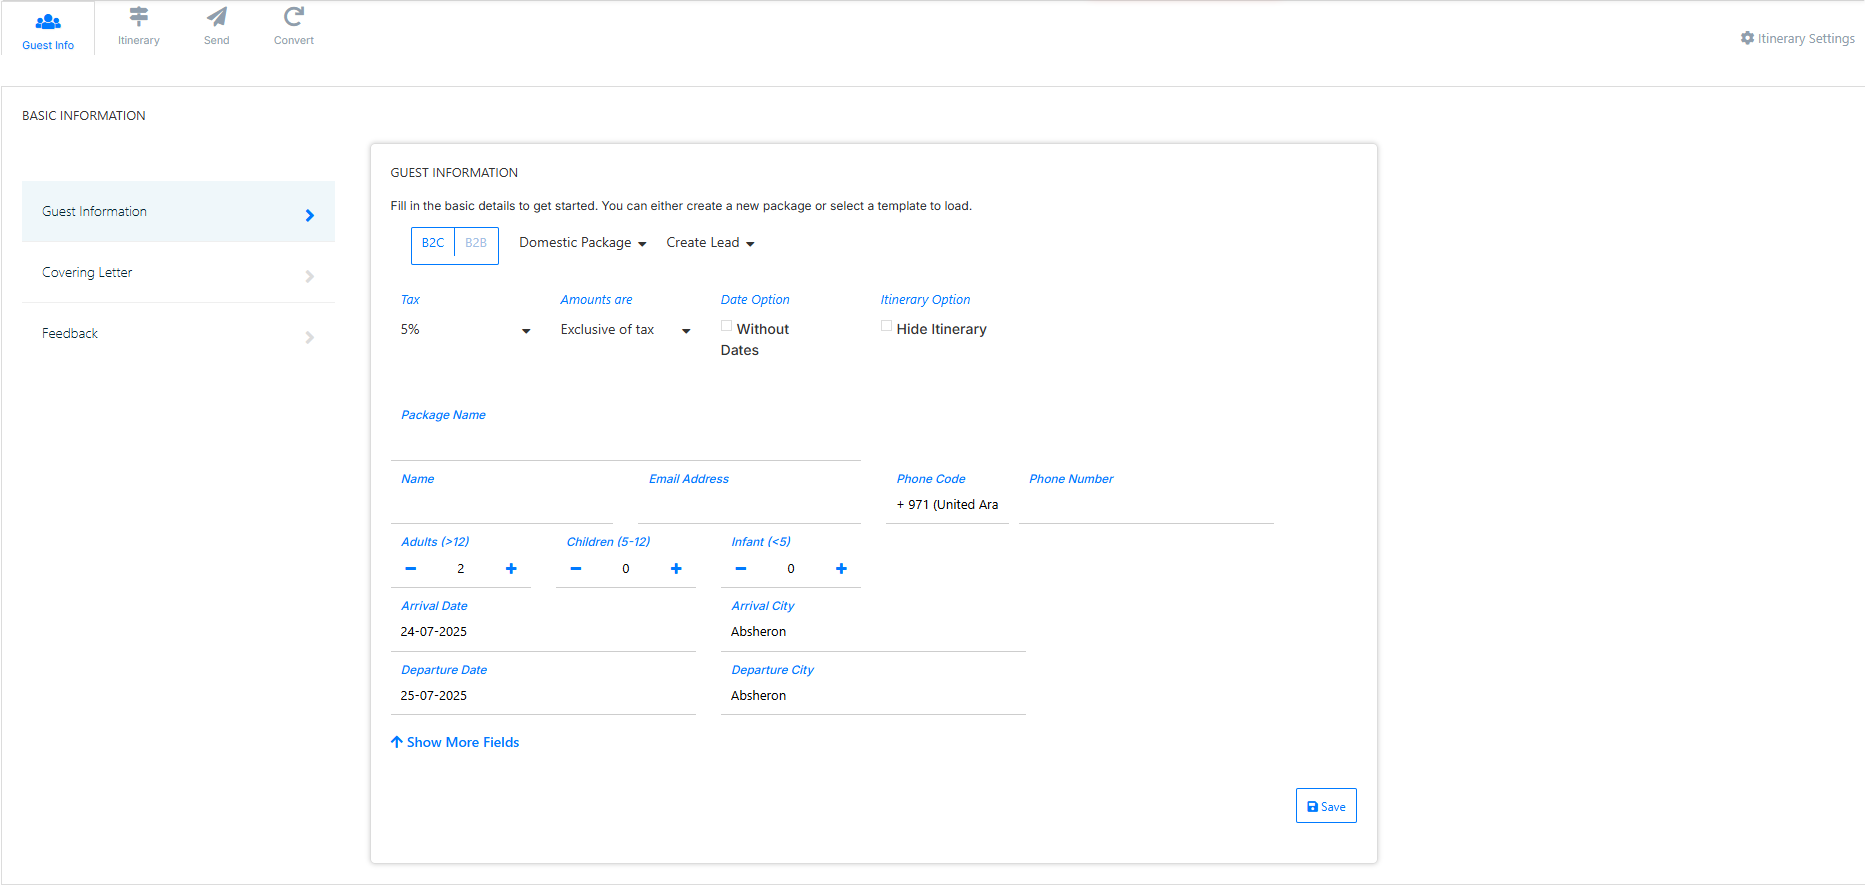 Guest Info
Itinerary
Send
Convert
Itinerary Settings
BASIC INFORMATION
Guest Information
Covering Letter
Feedback
GUEST INFORMATION
Fill in the basic details to get started. You can either create a new package or select a template to load.
B2C B2B Domestic Package Create Lead
Tax Amounts are Date Option Itinerary Option
5% Exclusive of tax Without Dates Hide Itinerary
Package Name
Name Email Address Phone Code Phone Number
+ 971 (United Ara
Adults (>12) Children (5-12) Infant (<5)
2 0 0
Arrival Date Arrival City
24-07-2025 Absheron
Departure Date Departure City
25-07-2025 Absheron
Show More Fields
Save